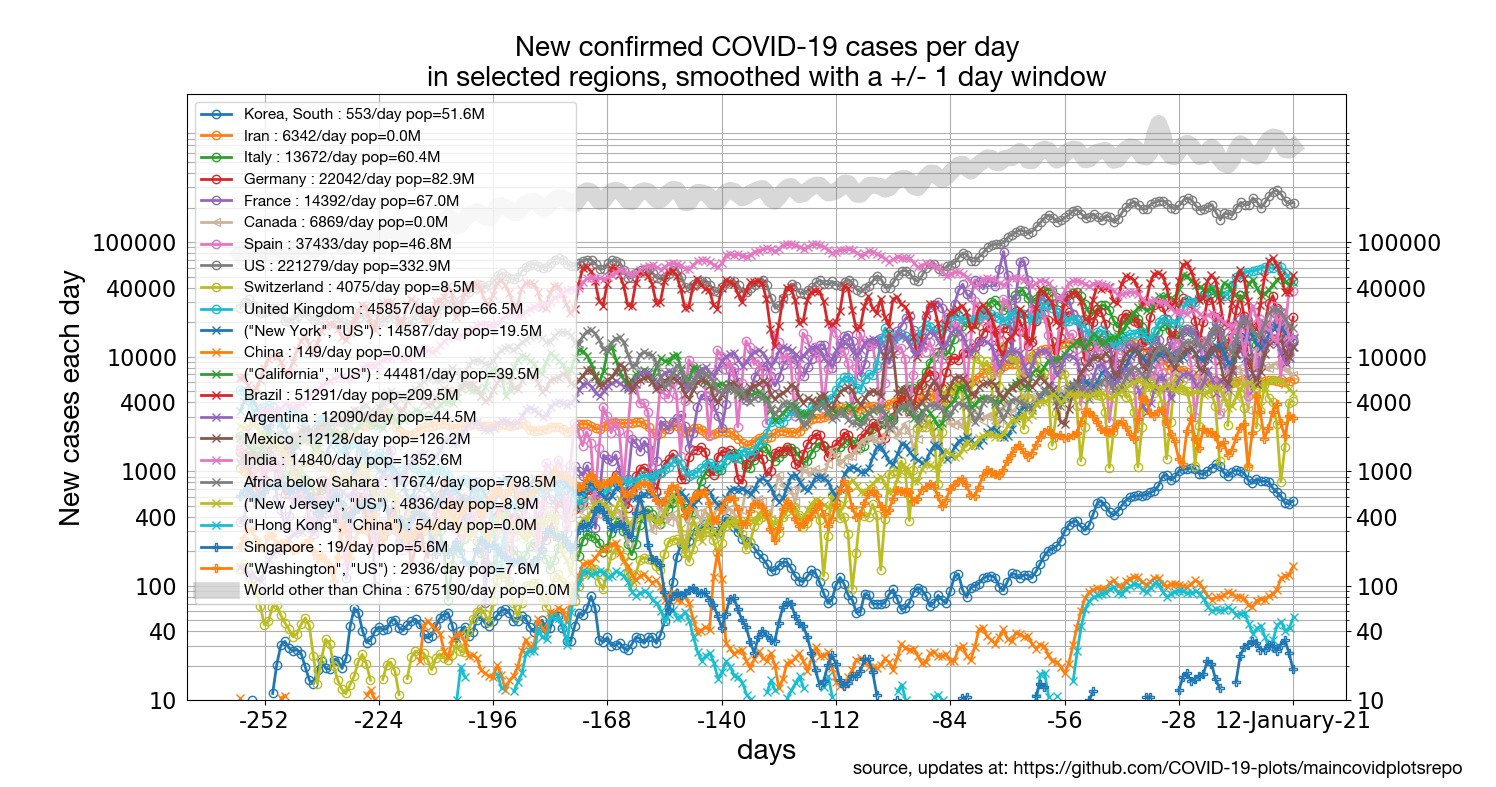 New confirmed COVID-19 cases per day
in selected regions, smoothed with a +/- 1 day window
Korea, South : 553/day pop=51.6M
Iran : 6342/day pop=0.0M
Italy : 13672/day pop=60.4M
Germany : 22042/day pop=82.9M
France : 14392/day pop=67.0M
Canada : 6869/day pop=0.0M
Spain : 37433/day pop=46.8M
US : 221279/day pop=332.9M
Switzerland : 4075/day pop=8.5M
United Kingdom : 45857/day pop=66.5M
("New York", "US") : 14587/day pop=19.5M
China : 149/day pop=0.0M
("California", "US") : 44481/day pop=39.5M
Brazil : 51291/day pop=209.5M
Argentina : 12090/day pop=44.5M
Mexico : 12128/day pop=126.2M
India : 14840/day pop=1352.6M
Africa below Sahara : 17674/day pop=798.5M
("New Jersey", "US") : 4836/day pop=8.9M
("Hong Kong", "China") : 54/day pop=0.0M
Singapore : 19/day pop=5.6M
("Washington", "US") : 2936/day pop=7.6M
World other than China : 675190/day pop=0.0M
New cases each day
100000
40000
10000
4000
1000
400
100
40
10
100000
40000
10000
4000
1000
400
100
40
10
-252 -224 -196 -168 -140 -112 -84 -56 -28 12-January-21
days
source, updates at: https://github.com/COVID-19-plots/maincovidplotsrepo